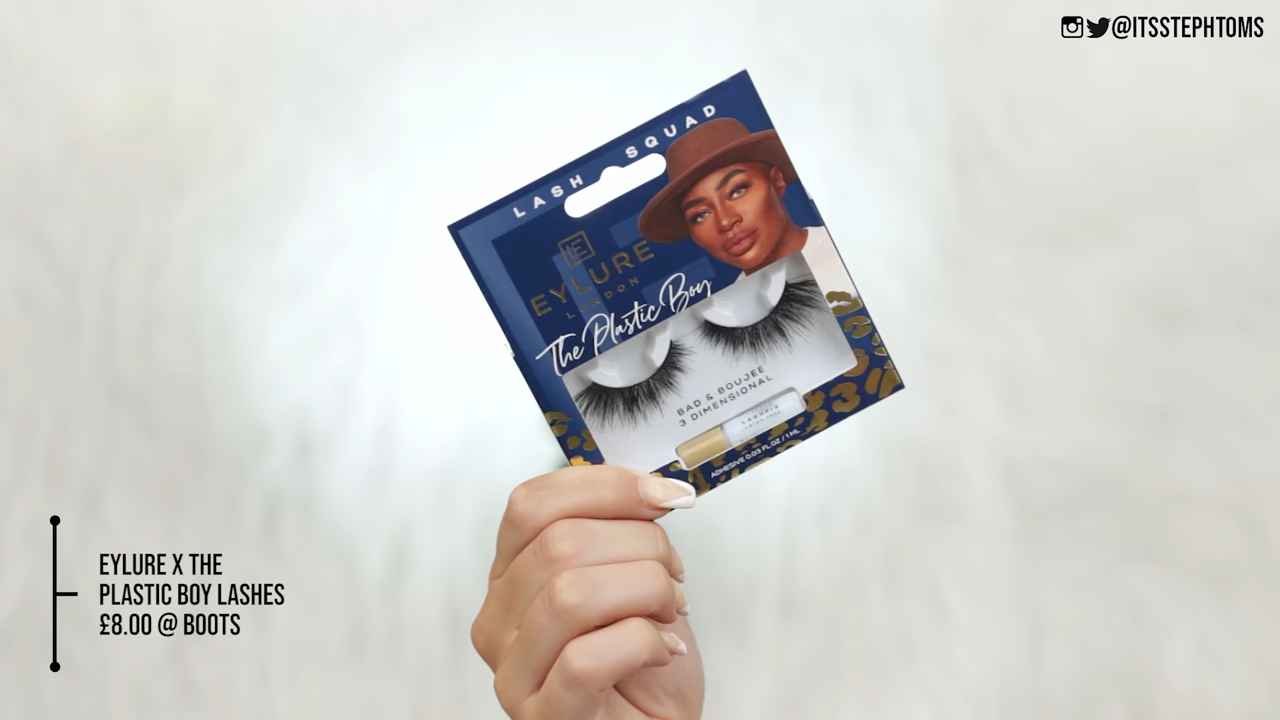 @ITSSTEPHTOMS
LASH SQUAD
EYLURE
LONDON
The Plastic Boy
BAD & BOUJEE
3 DIMENSIONAL
LASHFIX
ADHESIVE 0.03 FL.OZ / 1 ML
EYLURE X THE
PLASTIC BOY LASHES
£8.00 @ BOOTS